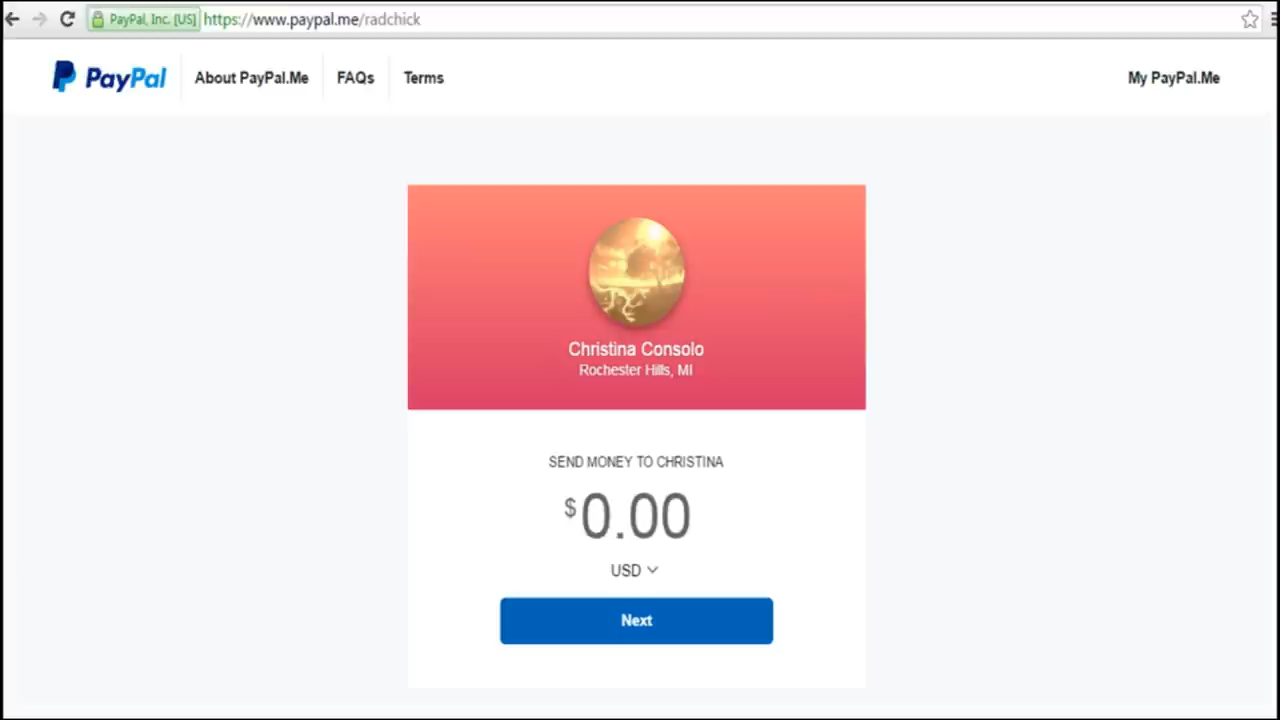 PayPal, Inc. [US] https://www.paypal.me/radchick
PayPal About PayPal.Me FAQs Terms My PayPal.Me
Christina Consolo
Rochester Hills, MI
SEND MONEY TO CHRISTINA
$0.00
USD
Next